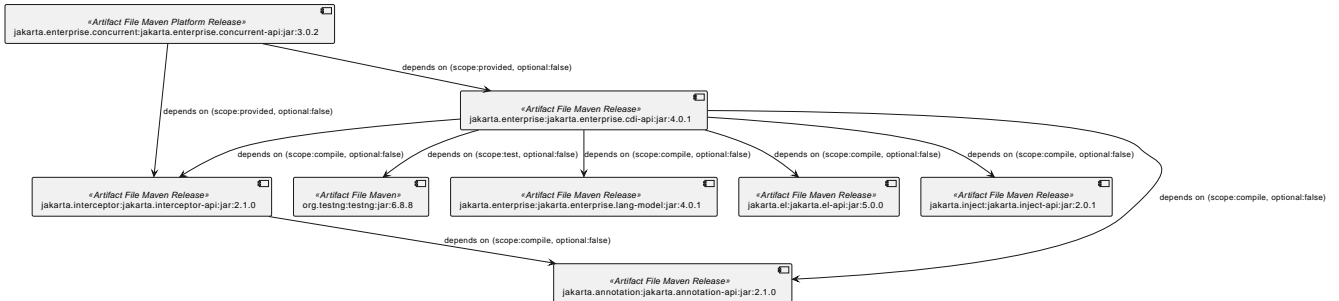 «Artifact File Maven Platform Release»
jakarta.enterprise.concurrent:jakarta.enterprise.concurrent-api:jar:3.0.2
depends on (scope:provided, optional:false)
«Artifact File Maven Release»
jakarta.enterprise:jakarta.enterprise.cdi-api:jar:4.0.1
depends on (scope:provided, optional:false)
depends on (scope:compile, optional:false)
depends on (scope:test, optional:false)
depends on (scope:compile, optional:false)
depends on (scope:compile, optional:false)
depends on (scope:compile, optional:false)
«Artifact File Maven Release»
jakarta.interceptor:jakarta.interceptor-api:jar:2.1.0
«Artifact File Maven»
org.testng:testng:jar:6.8.8
«Artifact File Maven Release»
jakarta.enterprise:jakarta.enterprise.lang-model:jar:4.0.1
«Artifact File Maven Release»
jakarta.el:jakarta.el-api:jar:5.0.0
«Artifact File Maven Release»
jakarta.inject:jakarta.inject-api:jar:2.0.1
depends on (scope:compile, optional:false)
depends on (scope:compile, optional:false)
«Artifact File Maven Release»
jakarta.annotation:jakarta.annotation-api:jar:2.1.0